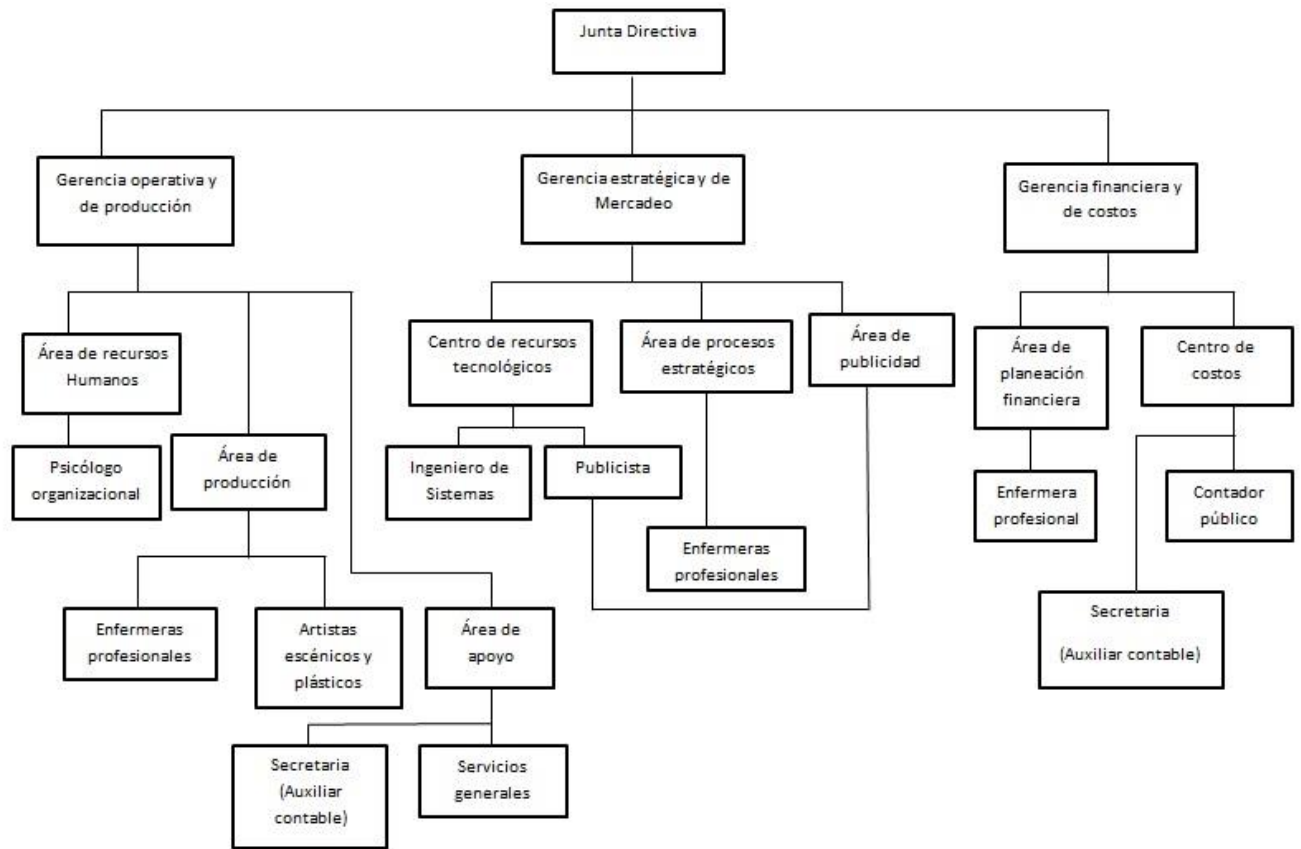 Junta Directiva
Gerencia operativa y
de producción
Gerencia estratégica y de
Mercadeo
Gerencia financiera y
de costos
Área de recursos
Humanos
Centro de recursos
tecnológicos
Área de procesos
estratégicos
Área de
publicidad
Área de
planeación
financiera
Centro de
costos
Psicólogo
organizacional
Área de
producción
Ingeniero de
Sistemas
Publicista
Enfermera
profesional
Contador
público
Enfermeras
profesionales
Enfermeras
profesionales
Artistas
escénicos y
plásticos
Área de
apoyo
Secretaria
(Auxiliar contable)
Secretaria
(Auxiliar
contable)
Servicios
generales